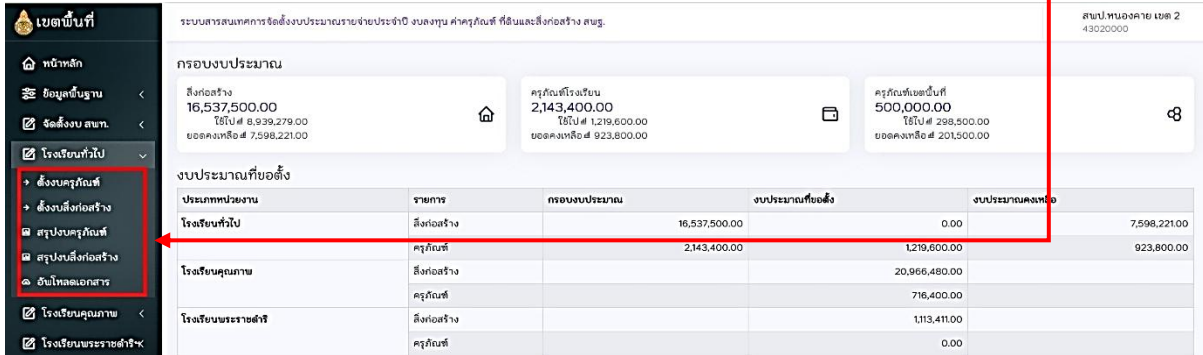 เขตพื้นที่
ระบบสารสนเทศการจัดตั้งงบประมาณรายจ่ายประจำปี งบลงทุน ค่าครุภัณฑ์ ที่ดินและสิ่งก่อสร้าง สพฐ.
สพป.หนองคาย เขต 2
43020000
หน้าหลัก
ข้อมูลพื้นฐาน
จัดตั้งงบ สพท.
โรงเรียนทั่วไป
ตั้งงบครุภัณฑ์
ตั้งงบสิ่งก่อสร้าง
สรุปงบครุภัณฑ์
สรุปงบสิ่งก่อสร้าง
อัพโหลดเอกสาร
โรงเรียนคุณภาพ
โรงเรียนพระราชดำริฯ
กรอบงบประมาณ
สิ่งก่อสร้าง
16,537,500.00
ใช้ไป 8,939,279.00
ยอดคงเหลือ 7,598,221.00
ครุภัณฑ์โรงเรียน
2,143,400.00
ใช้ไป 1,219,600.00
ยอดคงเหลือ 923,800.00
ครุภัณฑ์เขตพื้นที่
500,000.00
ใช้ไป 298,500.00
ยอดคงเหลือ 201,500.00
งบประมาณที่ขอตั้ง
ประเภทหน่วยงาน รายการ กรอบงบประมาณ งบประมาณที่ขอตั้ง งบประมาณคงเหลือ
โรงเรียนทั่วไป สิ่งก่อสร้าง 16,537,500.00 0.00 7,598,221.00
ครุภัณฑ์ 2,143,400.00 1,219,600.00 923,800.00
โรงเรียนคุณภาพ สิ่งก่อสร้าง 20,966,480.00
ครุภัณฑ์ 716,400.00
โรงเรียนพระราชดำริ สิ่งก่อสร้าง 1,113,411.00
ครุภัณฑ์ 0.00